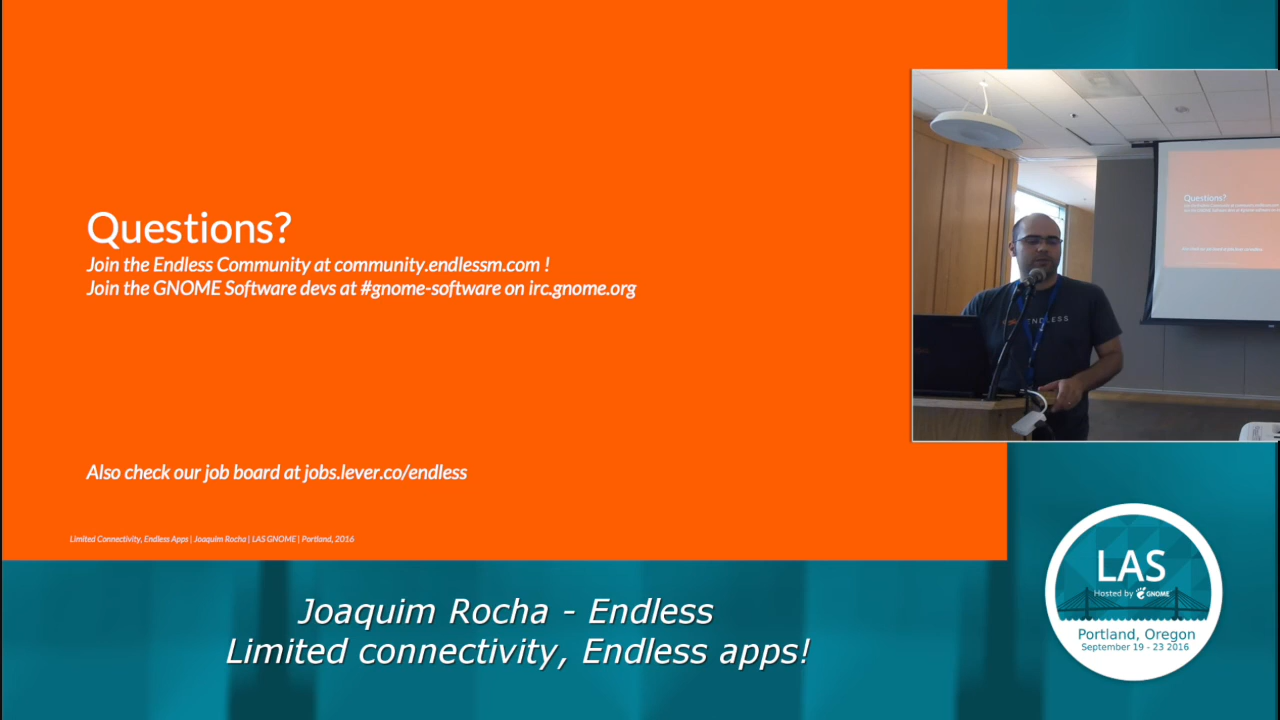 Questions?
Join the Endless Community at community.endlessm.com !
Join the GNOME Software devs at #gnome-software on irc.gnome.org
Also check our job board at jobs.lever.co/endless
Limited Connectivity, Endless Apps | Joaquim Rocha | LAS GNOME | Portland, 2016
Questions?
ENDLESS
LAS
Hosted by GNOME
Portland, Oregon
September 19 - 23 2016
Joaquim Rocha - Endless
Limited connectivity, Endless apps!